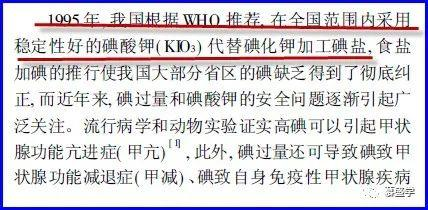 1995 年, 我国根据 WHO 推荐, 在全国范围内采用
稳定性好的碘酸钾( KIO3) 代替碘化钾加工碘盐, 食盐
加碘的推行使我国大部分省区的碘缺乏得到了彻底纠
正, 而近年来, 碘过量和碘酸钾的安全问题逐渐引起广
泛关注。流行病学和动物实验证实高碘可以引起甲状
腺功能亢进症( 甲亢) [1], 此外, 碘过量还可导致碘致甲
状腺功能减退症( 甲减) 、碘致自身免疫性甲状腺疾病